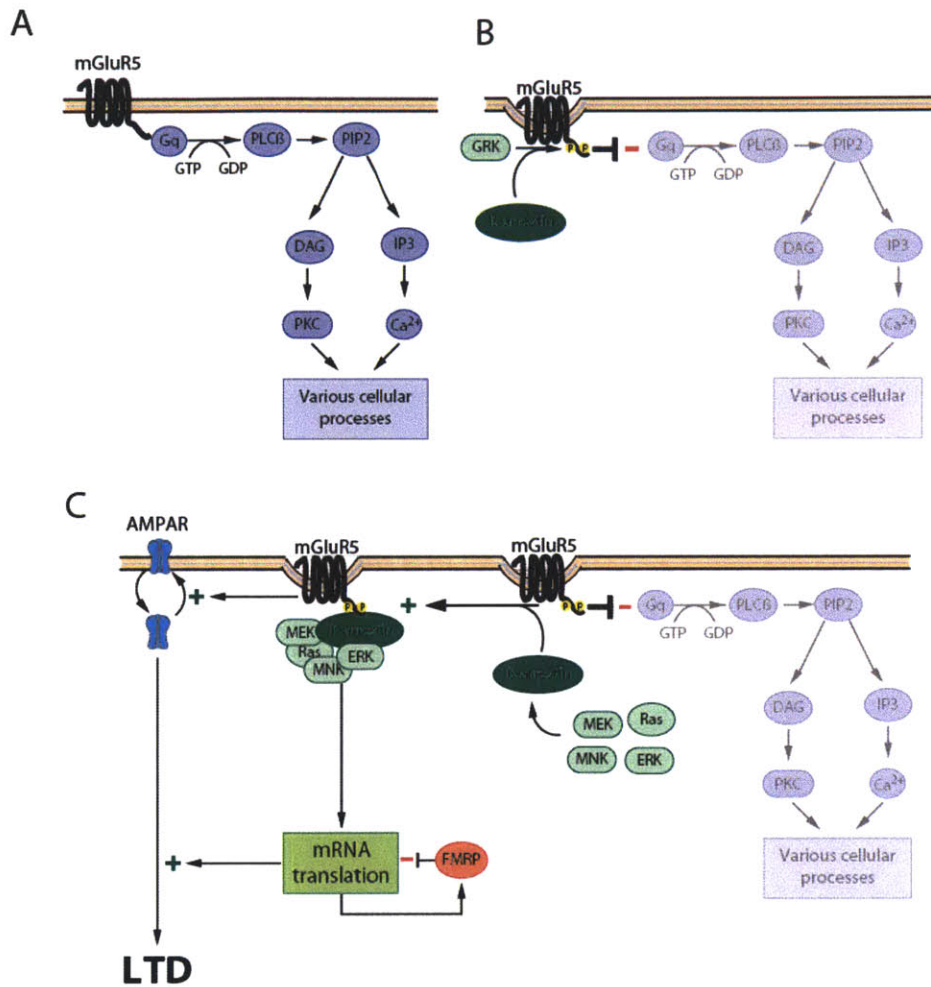 A
mGluR5
Gq
PLCß
PIP2
GTP
GDP
DAG
IP3
PKC
Ca2+
Various cellular
processes
B
mGluR5
GRK
P
P
Gq
PLCß
PIP2
GTP
GDP
DAG
IP3
PKC
Ca2+
Various cellular
processes
C
AMPAR
mGluR5
mGluR5
P
P
P
P
+
+
Gq
PLCß
PIP2
GTP
GDP
MEK
ERK
Ras
MNK
MEK
Ras
MNK
ERK
DAG
IP3
PKC
Ca2+
mRNA
translation
FMRP
+
Various cellular
processes
LTD